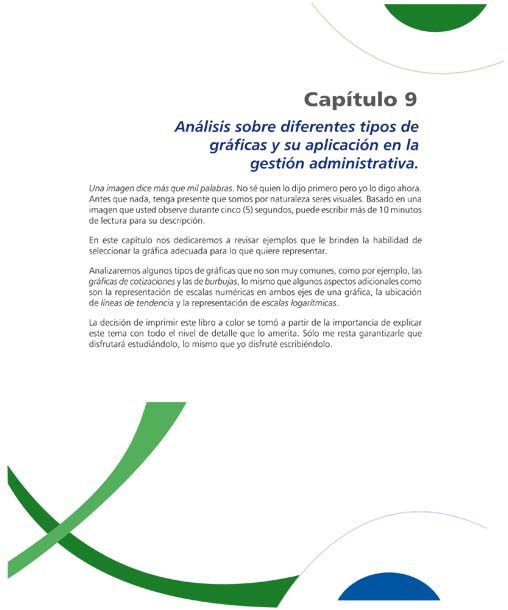 Capítulo 9
Análisis sobre diferentes tipos de
gráficas y su aplicación en la
gestión administrativa.
Una imagen dice más que mil palabras. No sé quien lo dijo primero pero yo lo digo ahora.
Antes que nada, tenga presente que somos por naturaleza seres visuales. Basado en una
imagen que usted observe durante cinco (5) segundos, puede escribir más de 10 minutos
de lectura para su descripción.
En este capítulo nos dedicaremos a revisar ejemplos que le brinden la habilidad de
seleccionar la gráfica adecuada para lo que quiere representar.
Analizaremos algunos tipos de gráficas que no son muy comunes, como por ejemplo, las
gráficas de cotizaciones y las de burbujas, lo mismo que algunos aspectos adicionales como
son la representación de escalas numéricas en ambos ejes de una gráfica, la ubicación
de líneas de tendencia y la representación de escalas logarítmicas.
La decisión de imprimir este libro a color se tomó a partir de la importancia de explicar
este tema con todo el nivel de detalle que lo amerita. Sólo me resta garantizarle que
disfrutará estudiándolo, lo mismo que yo disfruté escribiéndolo.